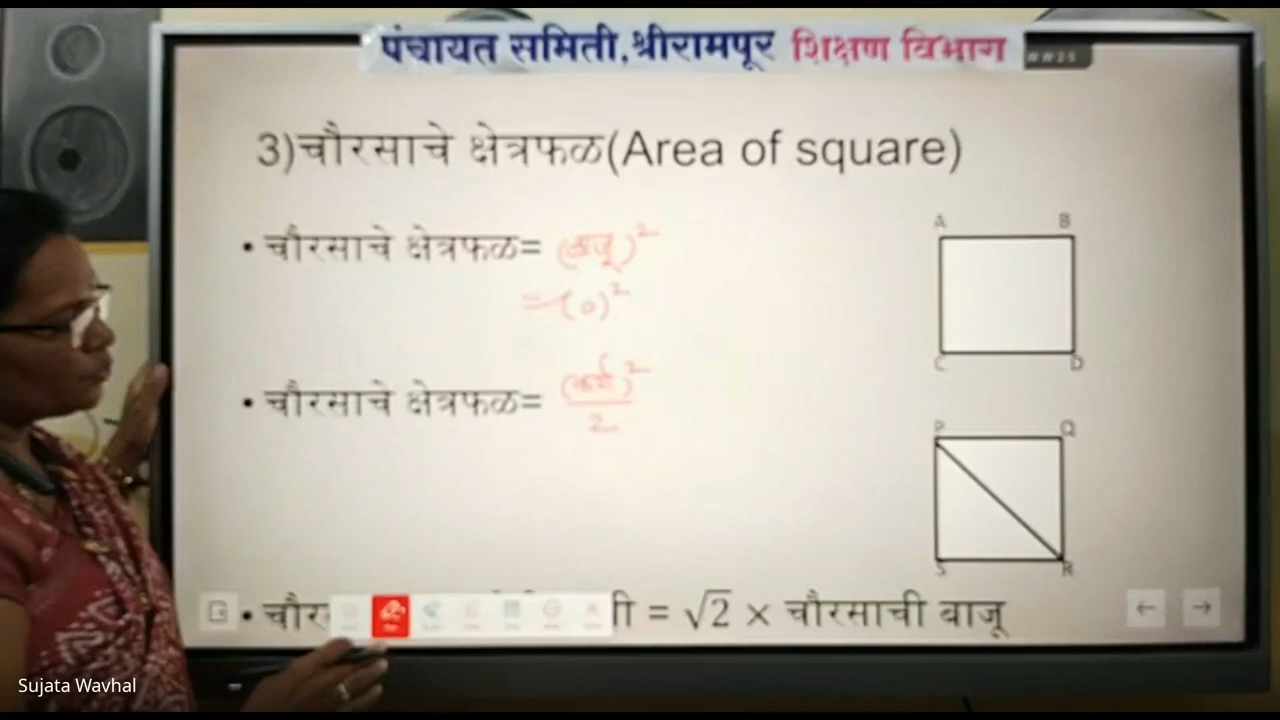 पंचायत समिती,श्रीरामपूर शिक्षण विभाग
3)चौरसाचे क्षेत्रफळ(Area of square)
A B
• चौरसाचे क्षेत्रफळ= (बाजू)²
= (a)²
C D
• चौरसाचे क्षेत्रफळ= (कर्ण)²
2
P Q
S R
• = √2 × चौरसाची बाजू
Sujata Wavhal